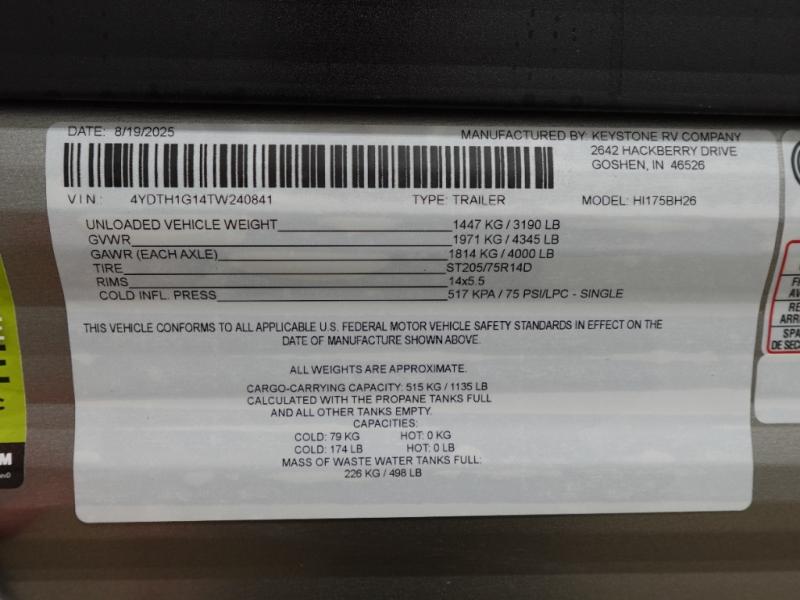 DATE: 8/19/2025
MANUFACTURED BY: KEYSTONE RV COMPANY
2642 HACKBERRY DRIVE
GOSHEN, IN 46526
VIN: 4YDTH1G14TW240841 TYPE: TRAILER MODEL: HI175BH26
UNLOADED VEHICLE WEIGHT 1447 KG / 3190 LB
GVWR 1971 KG / 4345 LB
GAWR (EACH AXLE) 1814 KG / 4000 LB
TIRE ST205/75R14D
RIMS 14x5.5
COLD INFL. PRESS 517 KPA / 75 PSI/LPC - SINGLE
THIS VEHICLE CONFORMS TO ALL APPLICABLE U.S. FEDERAL MOTOR VEHICLE SAFETY STANDARDS IN EFFECT ON THE
DATE OF MANUFACTURE SHOWN ABOVE.
ALL WEIGHTS ARE APPROXIMATE.
CARGO-CARRYING CAPACITY: 515 KG / 1135 LB
CALCULATED WITH THE PROPANE TANKS FULL
AND ALL OTHER TANKS EMPTY.
CAPACITIES:
COLD: 79 KG HOT: 0 KG
COLD: 174 LB HOT: 0 LB
MASS OF WASTE WATER TANKS FULL:
226 KG / 498 LB